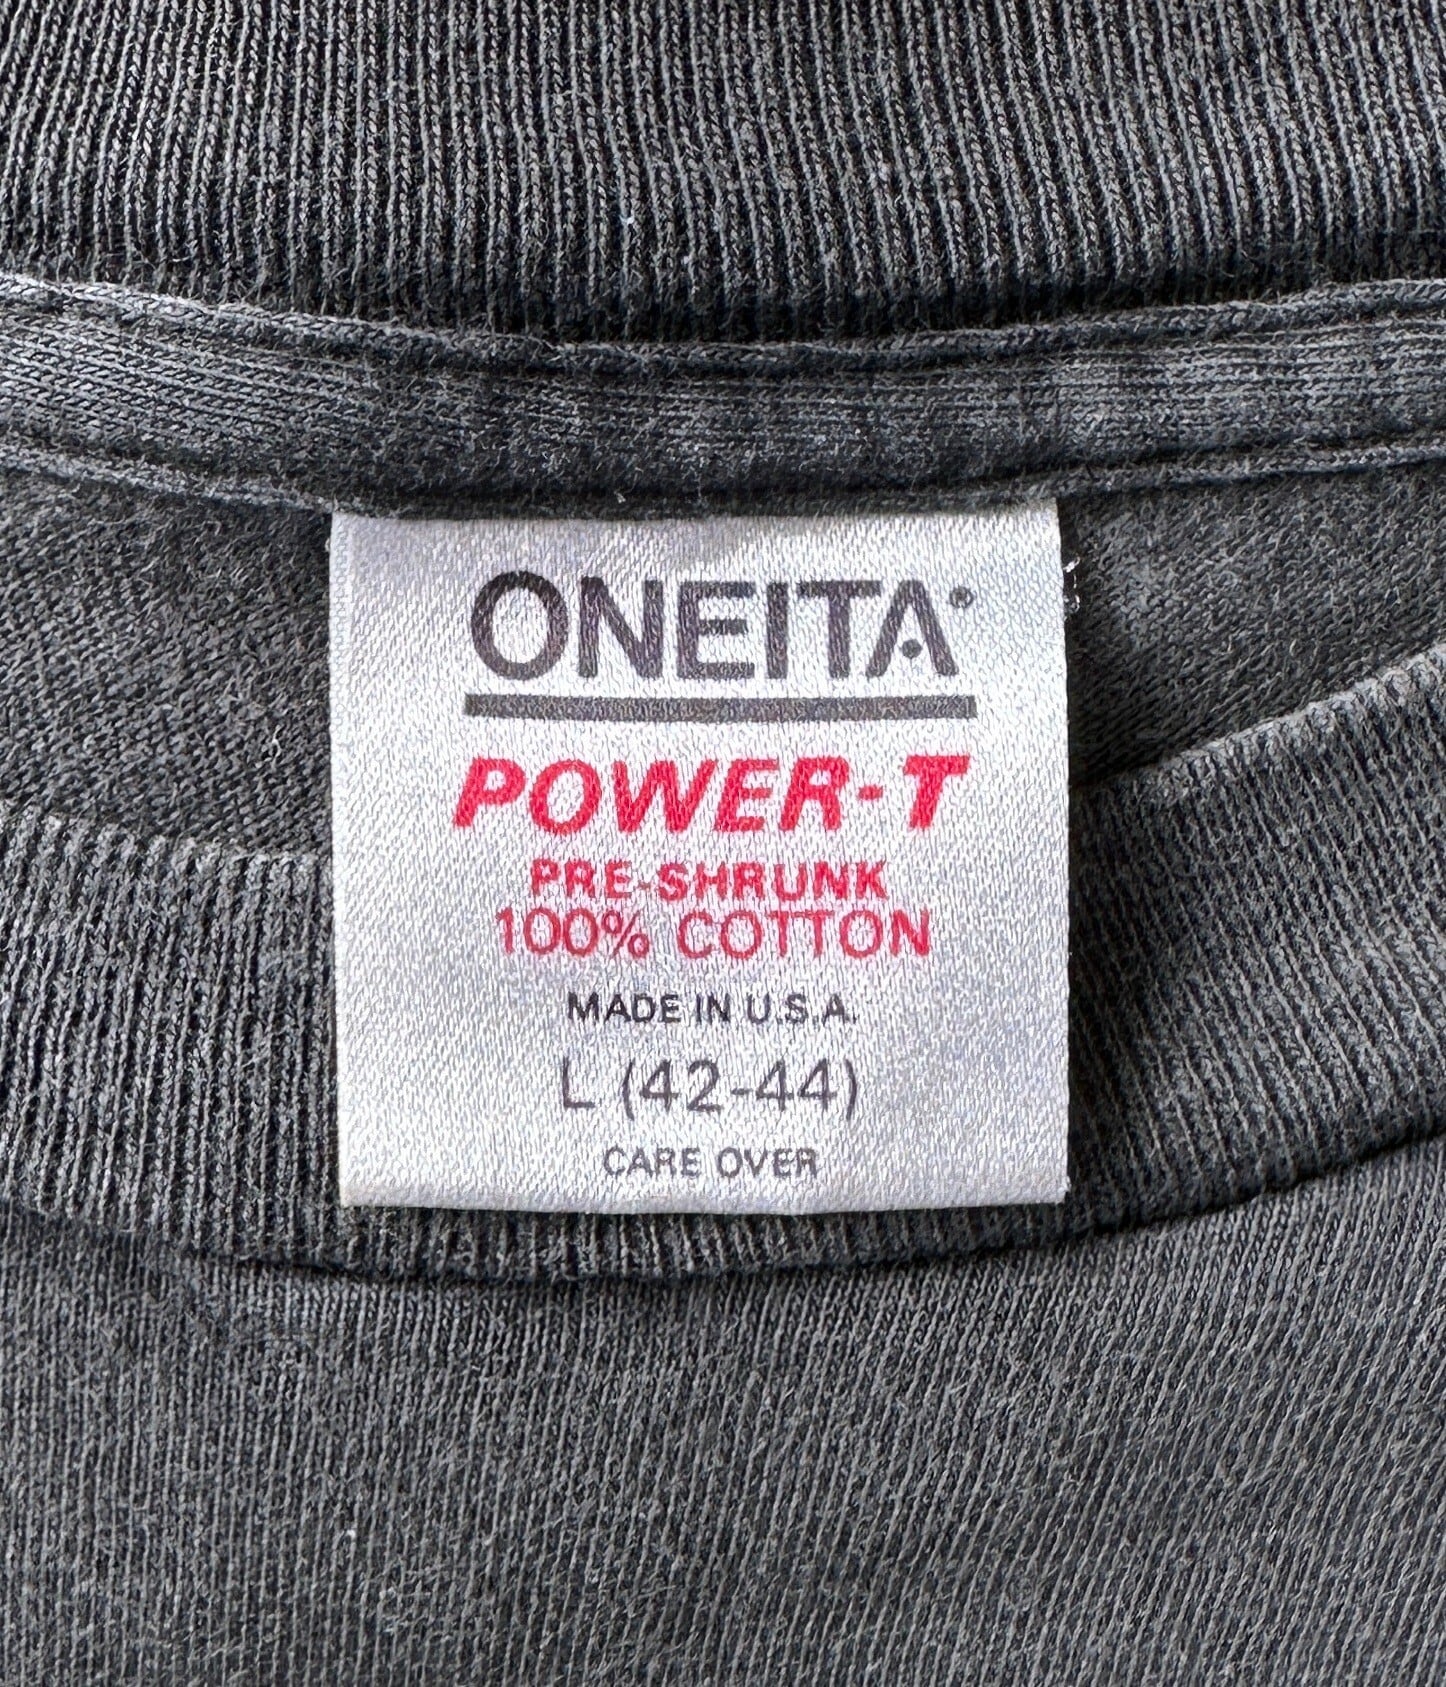 ONEITA®
POWER-T
PRE-SHRUNK
100% COTTON
MADE IN U.S.A.
L (42-44)
CARE OVER